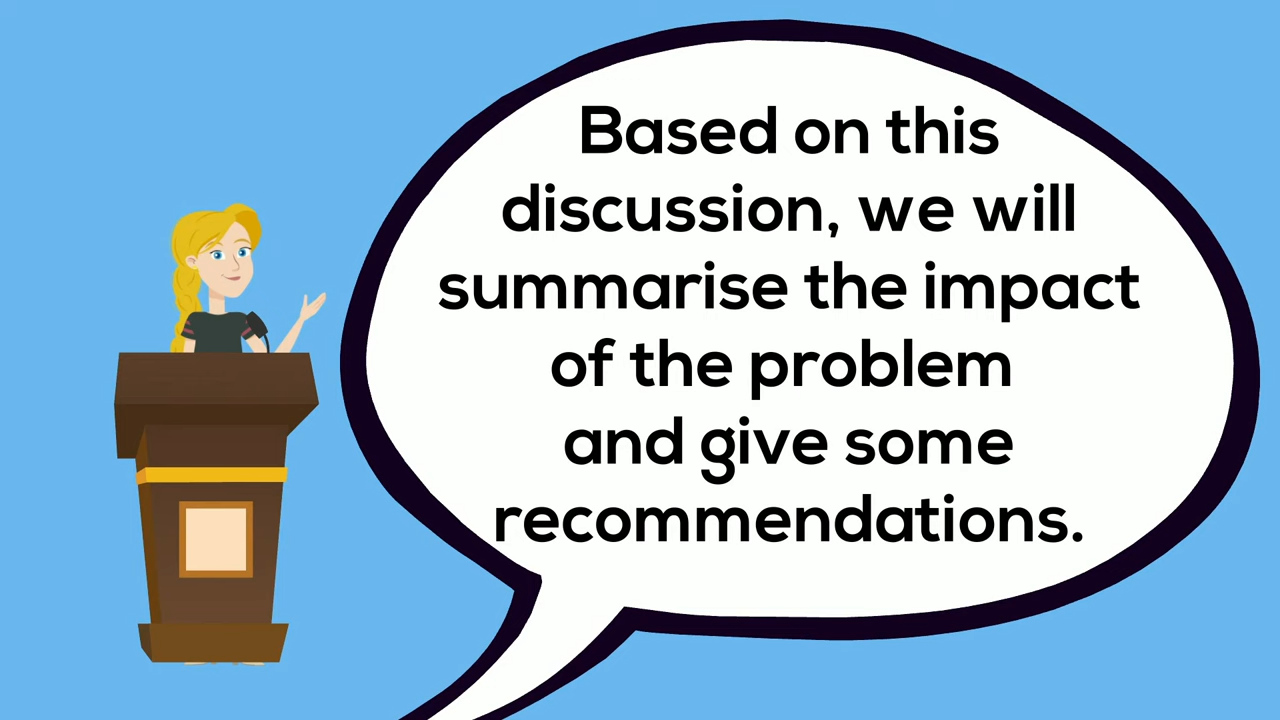 Based on this
discussion, we will
summarise the impact
of the problem
and give some
recommendations.